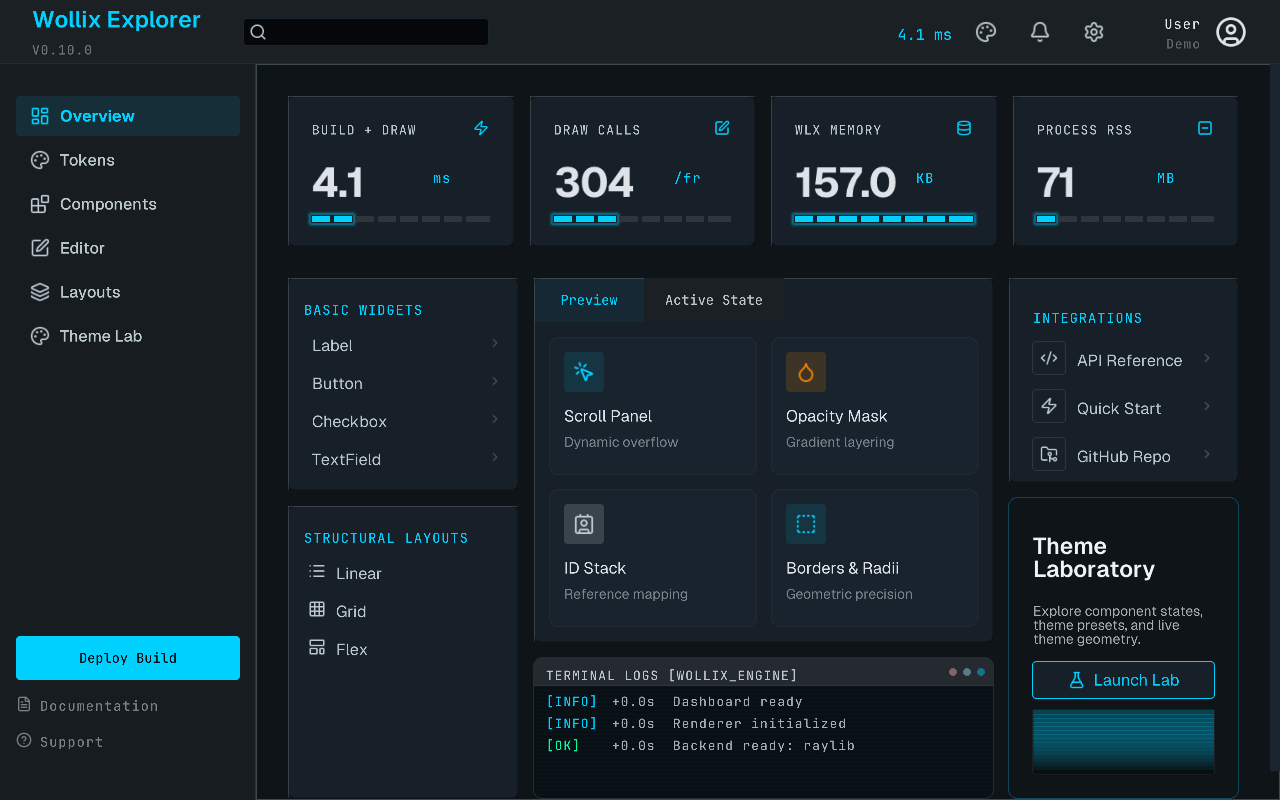 Wollix Explorer
V0.10.0
4.1 ms
User
Demo
Overview
Tokens
Components
Editor
Layouts
Theme Lab
Deploy Build
Documentation
Support
BUILD + DRAW
4.1 ms
DRAW CALLS
304 /fr
WLX MEMORY
157.0 KB
PROCESS RSS
71 MB
BASIC WIDGETS
Label
Button
Checkbox
TextField
STRUCTURAL LAYOUTS
Linear
Grid
Flex
Preview Active State
Scroll Panel
Dynamic overflow
Opacity Mask
Gradient layering
ID Stack
Reference mapping
Borders & Radii
Geometric precision
TERMINAL LOGS [WOLLIX_ENGINE]
[INFO] +0.0s Dashboard ready
[INFO] +0.0s Renderer initialized
[OK] +0.0s Backend ready: raylib
INTEGRATIONS
API Reference
Quick Start
GitHub Repo
Theme
Laboratory
Explore component states,
theme presets, and live
theme geometry.
Launch Lab